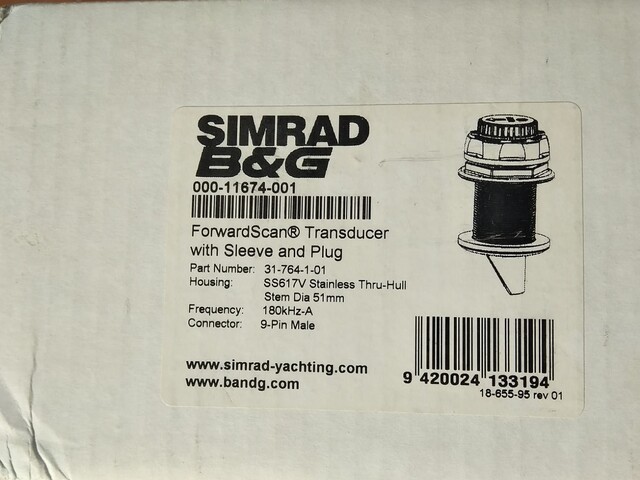 SIMRAD
B&G
000-11674-001
ForwardScan® Transducer
with Sleeve and Plug
Part Number: 31-764-1-01
Housing: SS617V Stainless Thru-Hull
Stem Dia 51mm
Frequency: 180kHz-A
Connector: 9-Pin Male
www.simrad-yachting.com
www.bandg.com
9 420024 133194
18-655-95 rev 01